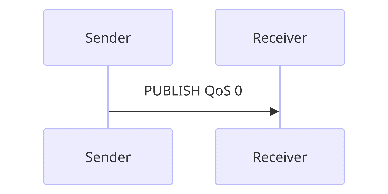 Sender
Receiver
PUBLISH QoS 0
Sender
Receiver